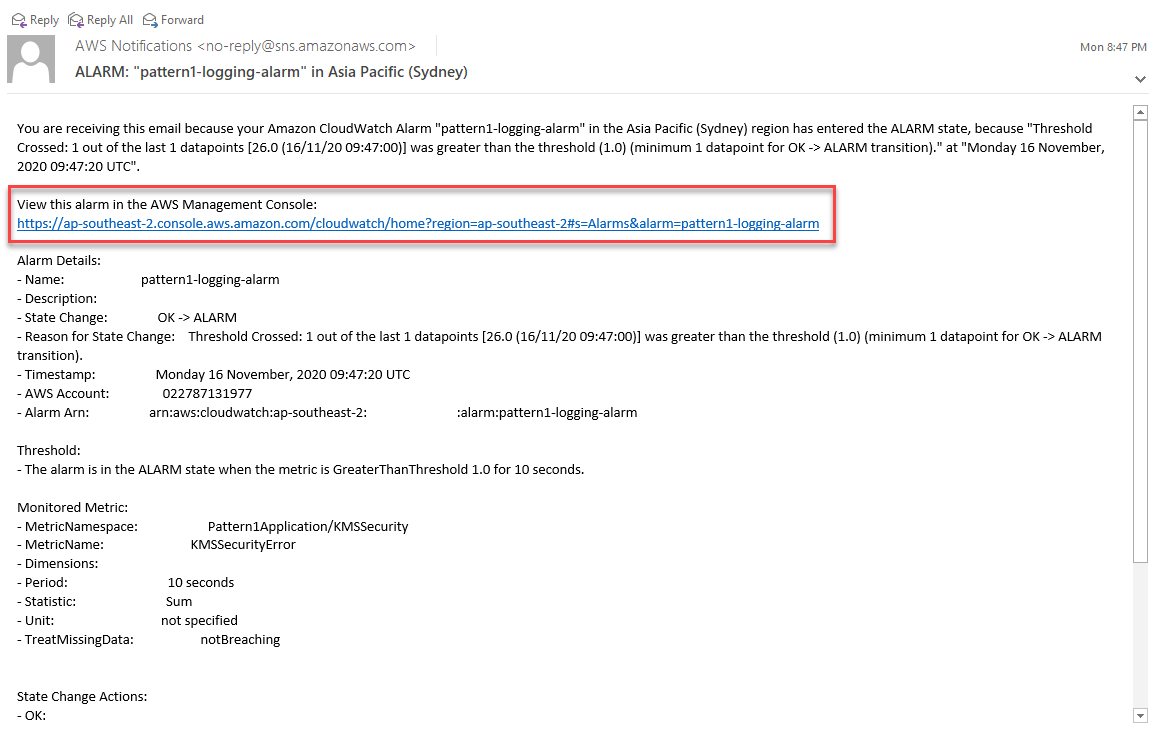 Reply Reply All Forward
AWS Notifications <no-reply@sns.amazonaws.com>
Mon 8:47 PM
ALARM: "pattern1-logging-alarm" in Asia Pacific (Sydney)
You are receiving this email because your Amazon CloudWatch Alarm "pattern1-logging-alarm" in the Asia Pacific (Sydney) region has entered the ALARM state, because "Threshold
Crossed: 1 out of the last 1 datapoints [26.0 (16/11/20 09:47:00)] was greater than the threshold (1.0) (minimum 1 datapoint for OK -> ALARM transition)." at "Monday 16 November,
2020 09:47:20 UTC".
View this alarm in the AWS Management Console:
https://ap-southeast-2.console.aws.amazon.com/cloudwatch/home?region=ap-southeast-2#s=Alarms&alarm=pattern1-logging-alarm
Alarm Details:
- Name: pattern1-logging-alarm
- Description:
- State Change: OK -> ALARM
- Reason for State Change: Threshold Crossed: 1 out of the last 1 datapoints [26.0 (16/11/20 09:47:00)] was greater than the threshold (1.0) (minimum 1 datapoint for OK -> ALARM
transition).
- Timestamp: Monday 16 November, 2020 09:47:20 UTC
- AWS Account: 022787131977
- Alarm Arn: arn:aws:cloudwatch:ap-southeast-2: :alarm:pattern1-logging-alarm
Threshold:
- The alarm is in the ALARM state when the metric is GreaterThanThreshold 1.0 for 10 seconds.
Monitored Metric:
- MetricNamespace: Pattern1Application/KMSSecurity
- MetricName: KMSSecurityError
- Dimensions:
- Period: 10 seconds
- Statistic: Sum
- Unit: not specified
- TreatMissingData: notBreaching
State Change Actions:
- OK: